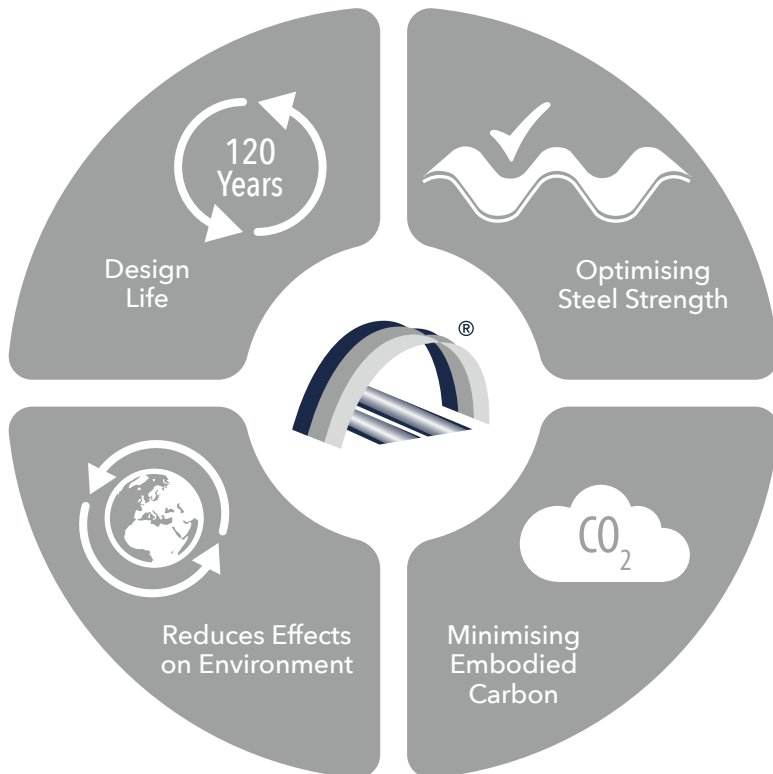 120
Years
Design
Life
Optimising
Steel Strength
®
Reduces Effects
on Environment
CO₂
Minimising
Embodied
Carbon